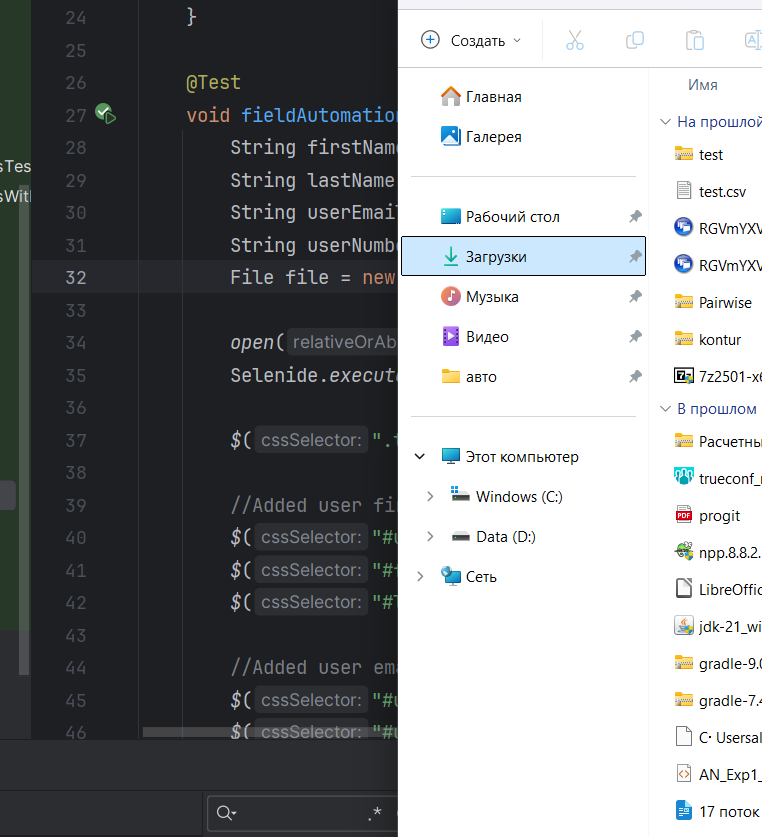 24 }
25
26 @Test
27 void fieldAutomation
28 String firstName
29 String lastName
30 String userEmail
31 String userNumbe
32 File file = new
33
34 open( relativeOrAb
35 Selenide.execute
36
37 $( cssSelector: ".
38
39 //Added user fi
40 $( cssSelector: "#u
41 $( cssSelector: "#
42 $( cssSelector: "#
43
44 //Added user ema
45 $( cssSelector: "#u
46 $( cssSelector: "#u
sTes
sWith
.*
Создать
Главная
Галерея
Рабочий стол
Загрузки
Музыка
Видео
авто
Этот компьютер
Windows (C:)
Data (D:)
Сеть
Имя
На прошлой
test
test.csv
RGVmYXV
RGVmYXV
Pairwise
kontur
7z2501-x6
В прошлом
Расчетны
trueconf_
progit
npp.8.8.2.
LibreOffic
jdk-21_wi
gradle-9.0
gradle-7.4
C: Usersal
AN_Exp1_
17 поток